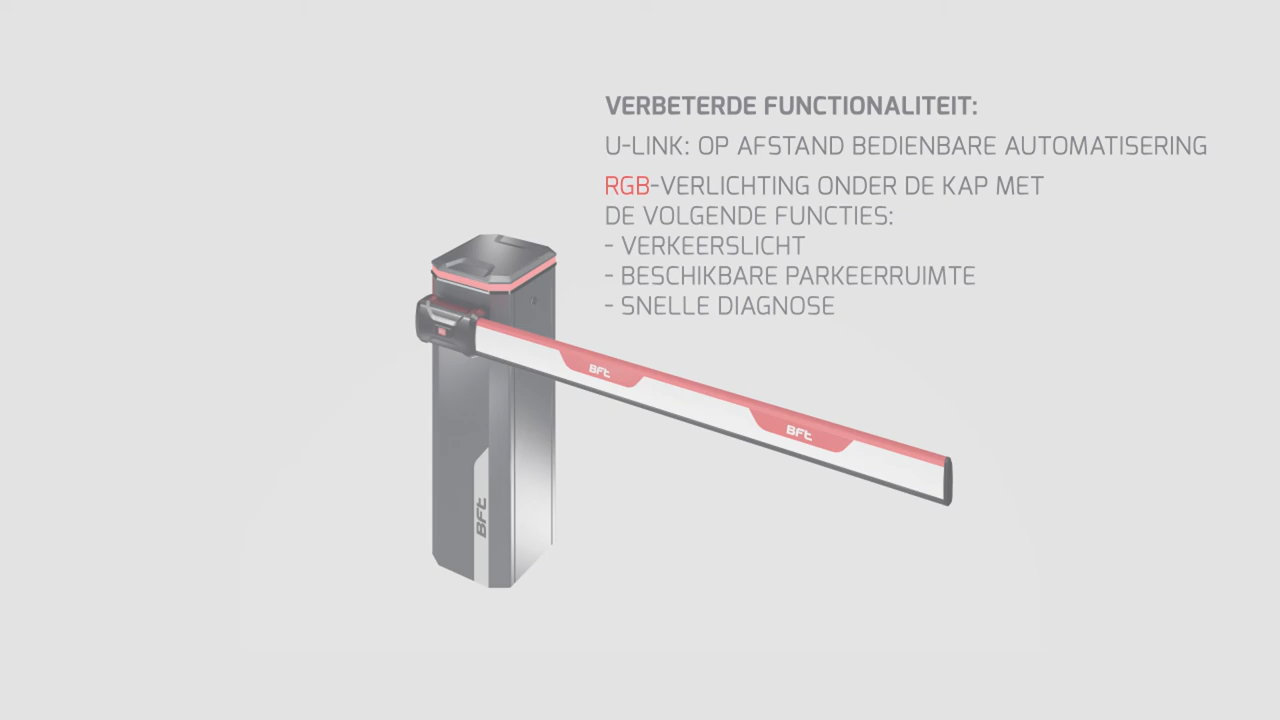 VERBETERDE FUNCTIONALITEIT:
U-LINK: OP AFSTAND BEDIENBARE AUTOMATISERING
RGB-VERLICHTING ONDER DE KAP MET
DE VOLGENDE FUNCTIES:
- VERKEERSLICHT
- BESCHIKBARE PARKEERRUIMTE
- SNELLE DIAGNOSE
BFt
BFt
BFt